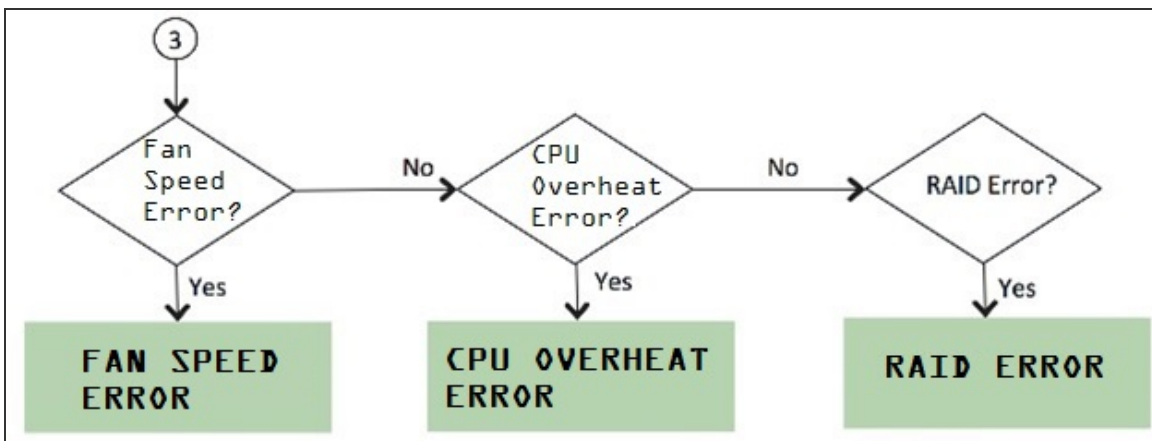 3
Fan
Speed
Error?
No
CPU
Overheat
Error?
No
RAID Error?
Yes
Yes
Yes
FAN SPEED
ERROR
CPU OVERHEAT
ERROR
RAID ERROR